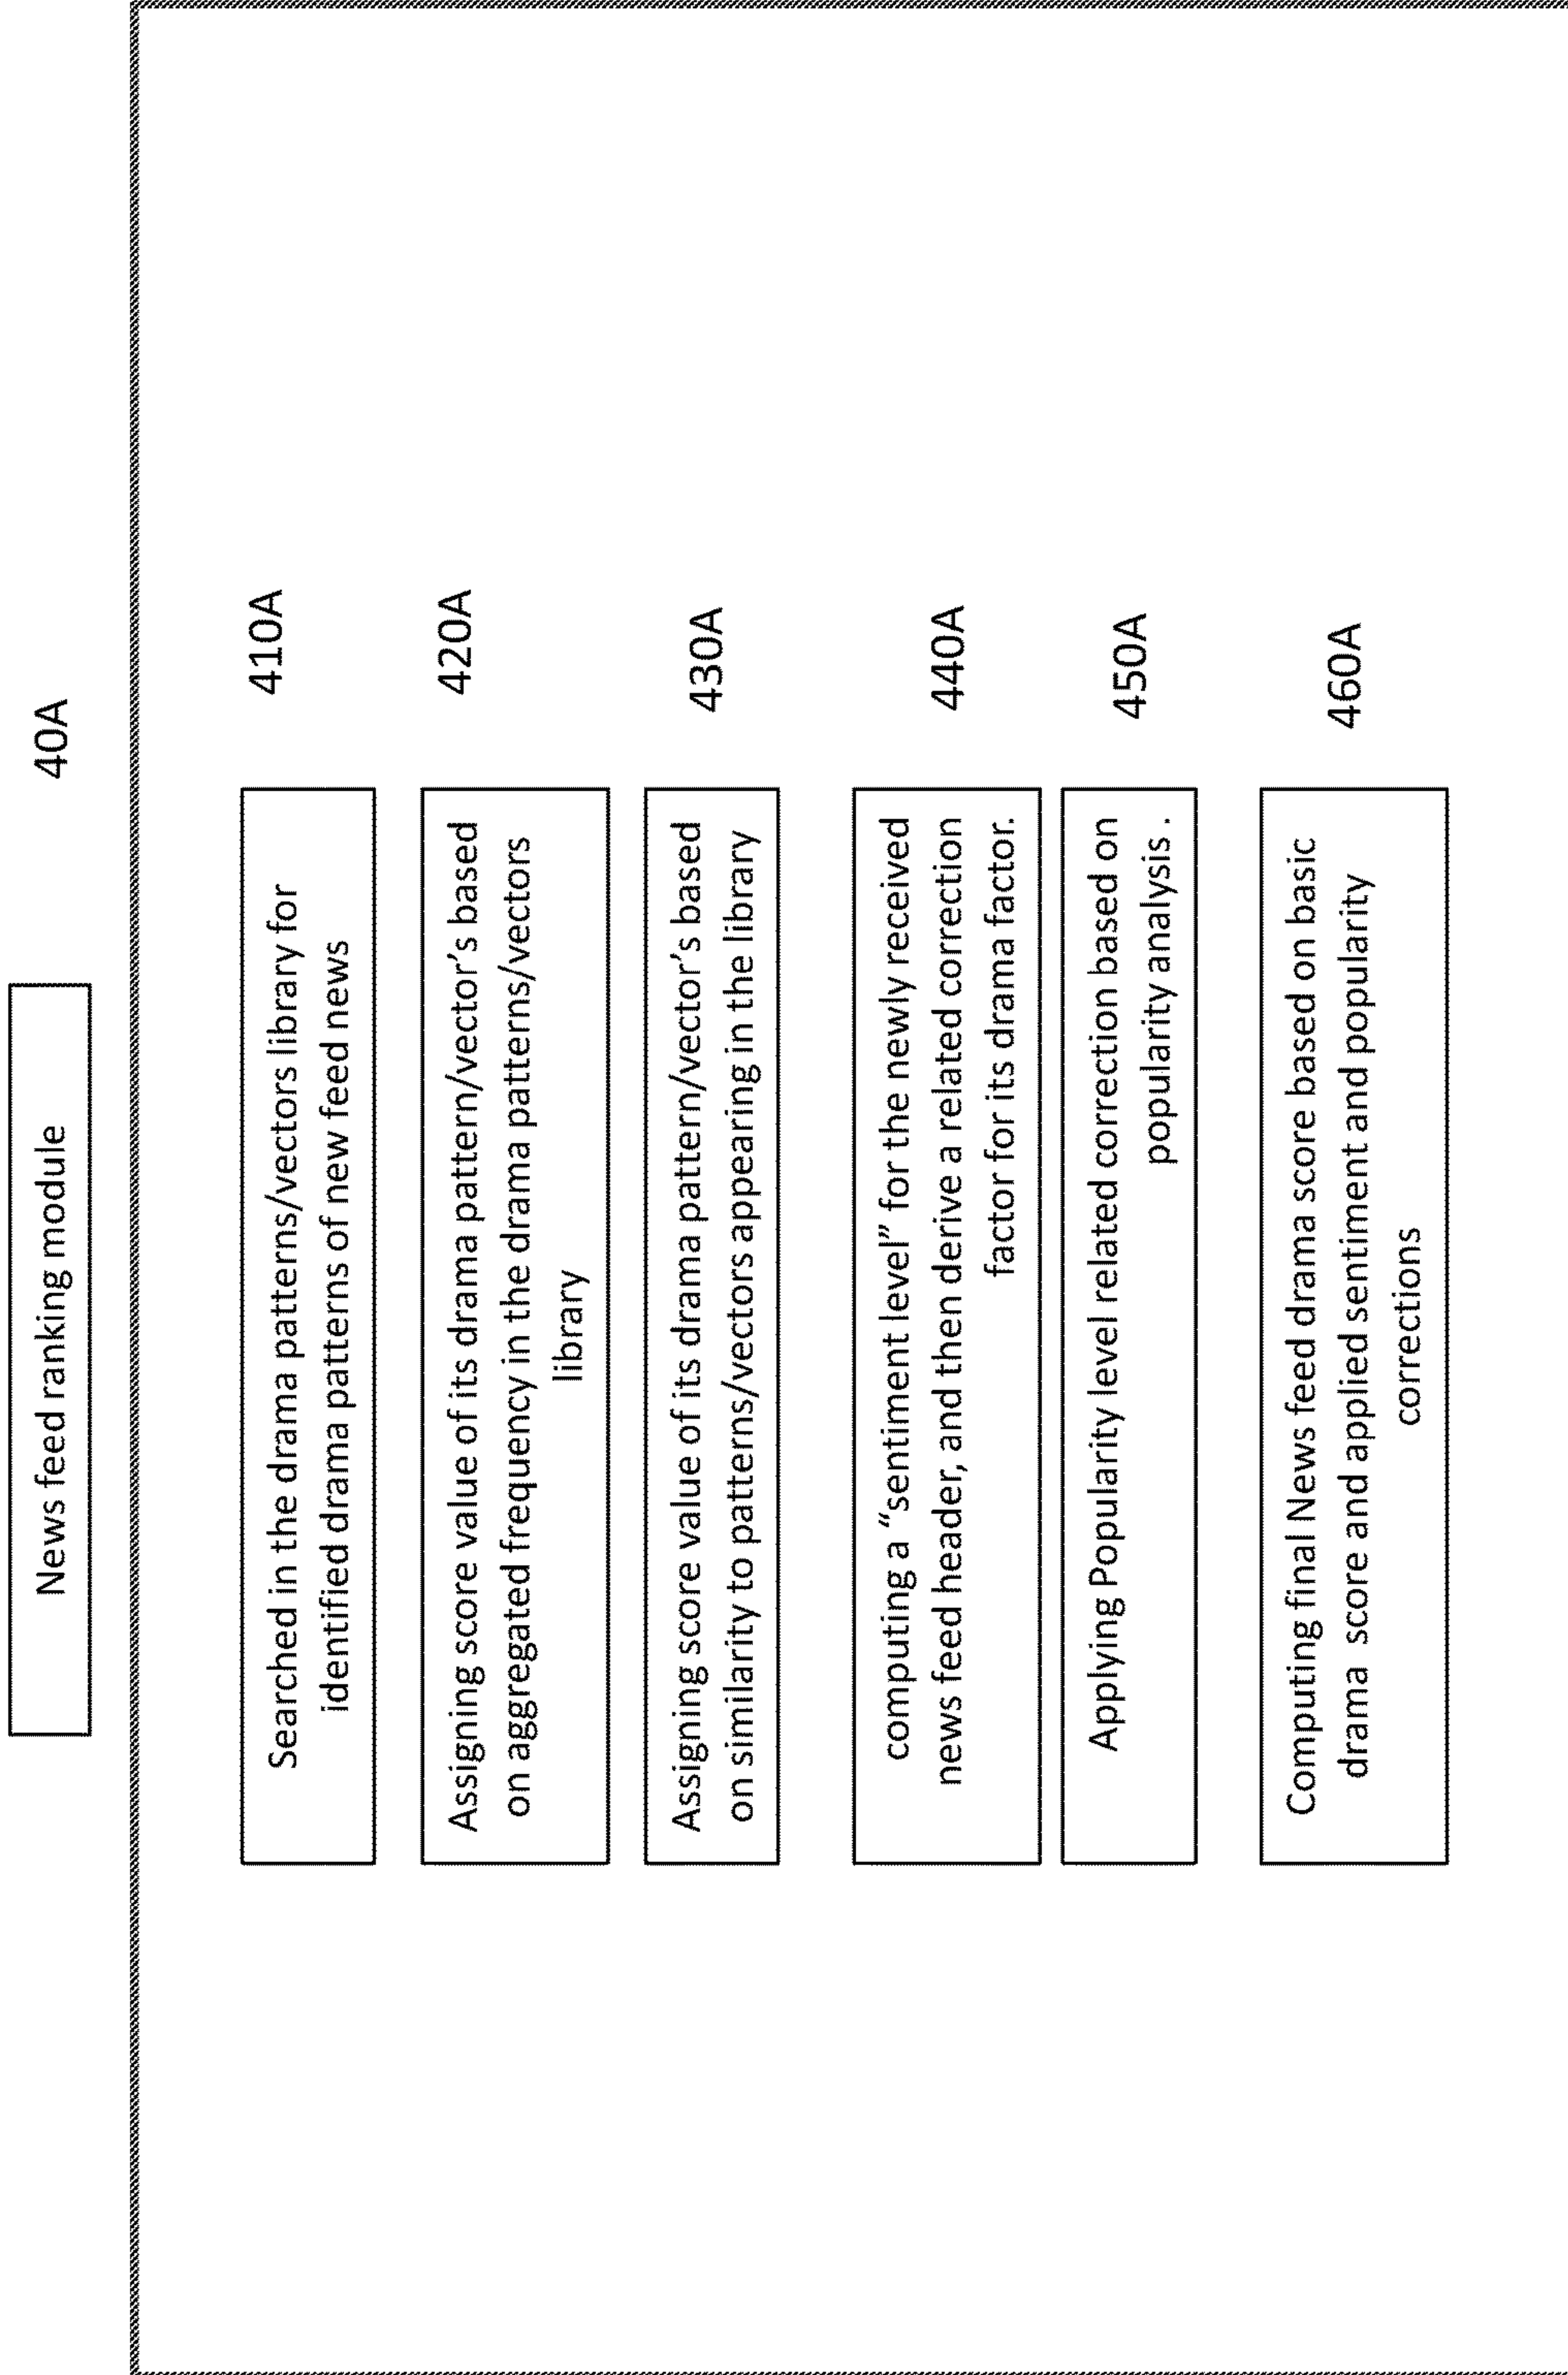 News feed ranking module
40A
Searched in the drama patterns/vectors library for
identified drama patterns of new feed news
410A
Assigning score value of its drama pattern/vector's based
on aggregated frequency in the drama patterns/vectors
library
420A
Assigning score value of its drama pattern/vector's based
on similarity to patterns/vectors appearing in the library
430A
computing a “sentiment level” for the newly received
news feed header, and then derive a related correction
factor for its drama factor.
440A
Applying Popularity level related correction based on
popularity analysis .
450A
Computing final News feed drama score based on basic
drama score and applied sentiment and popularity
corrections
460A